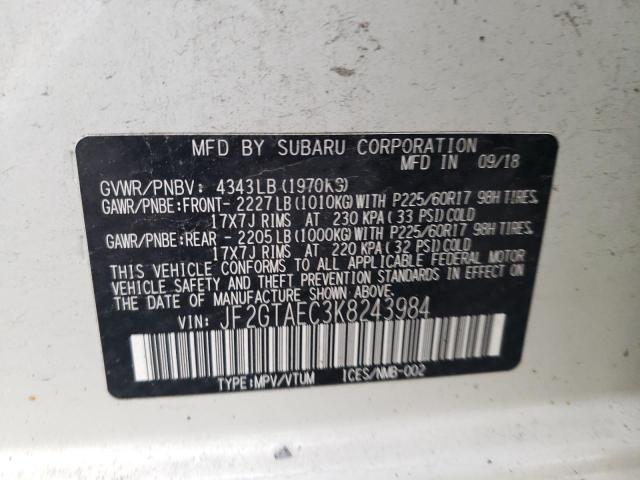 MFD BY SUBARU CORPORATION
MFD IN 09/18
GVWR/PNBV: 4343LB(1970KG)
GAWR/PNBE:FRONT- 2227LB(1010KG)WITH P225/60R17 98H TIRES,
17X7J RIMS AT 230 KPA(33 PSI)COLD
GAWR/PNBE:REAR - 2205LB(1000KG)WITH P225/60R17 98H TIRES,
17X7J RIMS AT 220 KPA(32 PSI)COLD
THIS VEHICLE CONFORMS TO ALL APPLICABLE FEDERAL MOTOR
VEHICLE SAFETY AND THEFT PREVENTION STANDARDS IN EFFECT ON
THE DATE OF MANUFACTURE SHOWN ABOVE.
VIN: JF2GTAEC3K8243984
TYPE:MPV/VTUM ICES/NMB-002